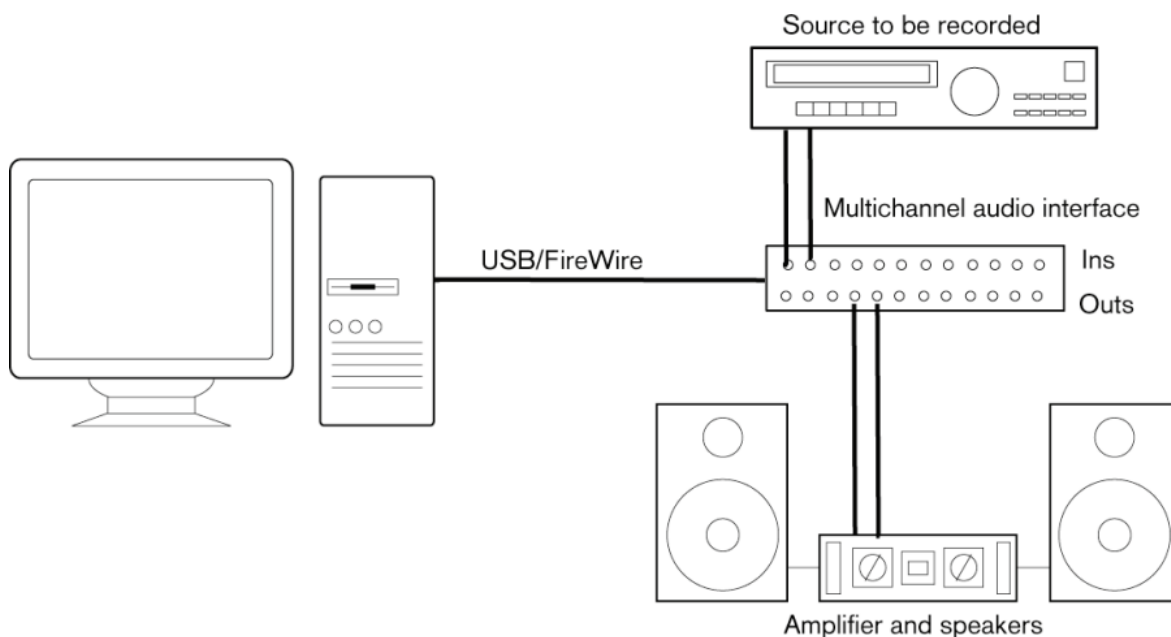 Source to be recorded
Multichannel audio interface
USB/FireWire
Ins
Outs
Amplifier and speakers